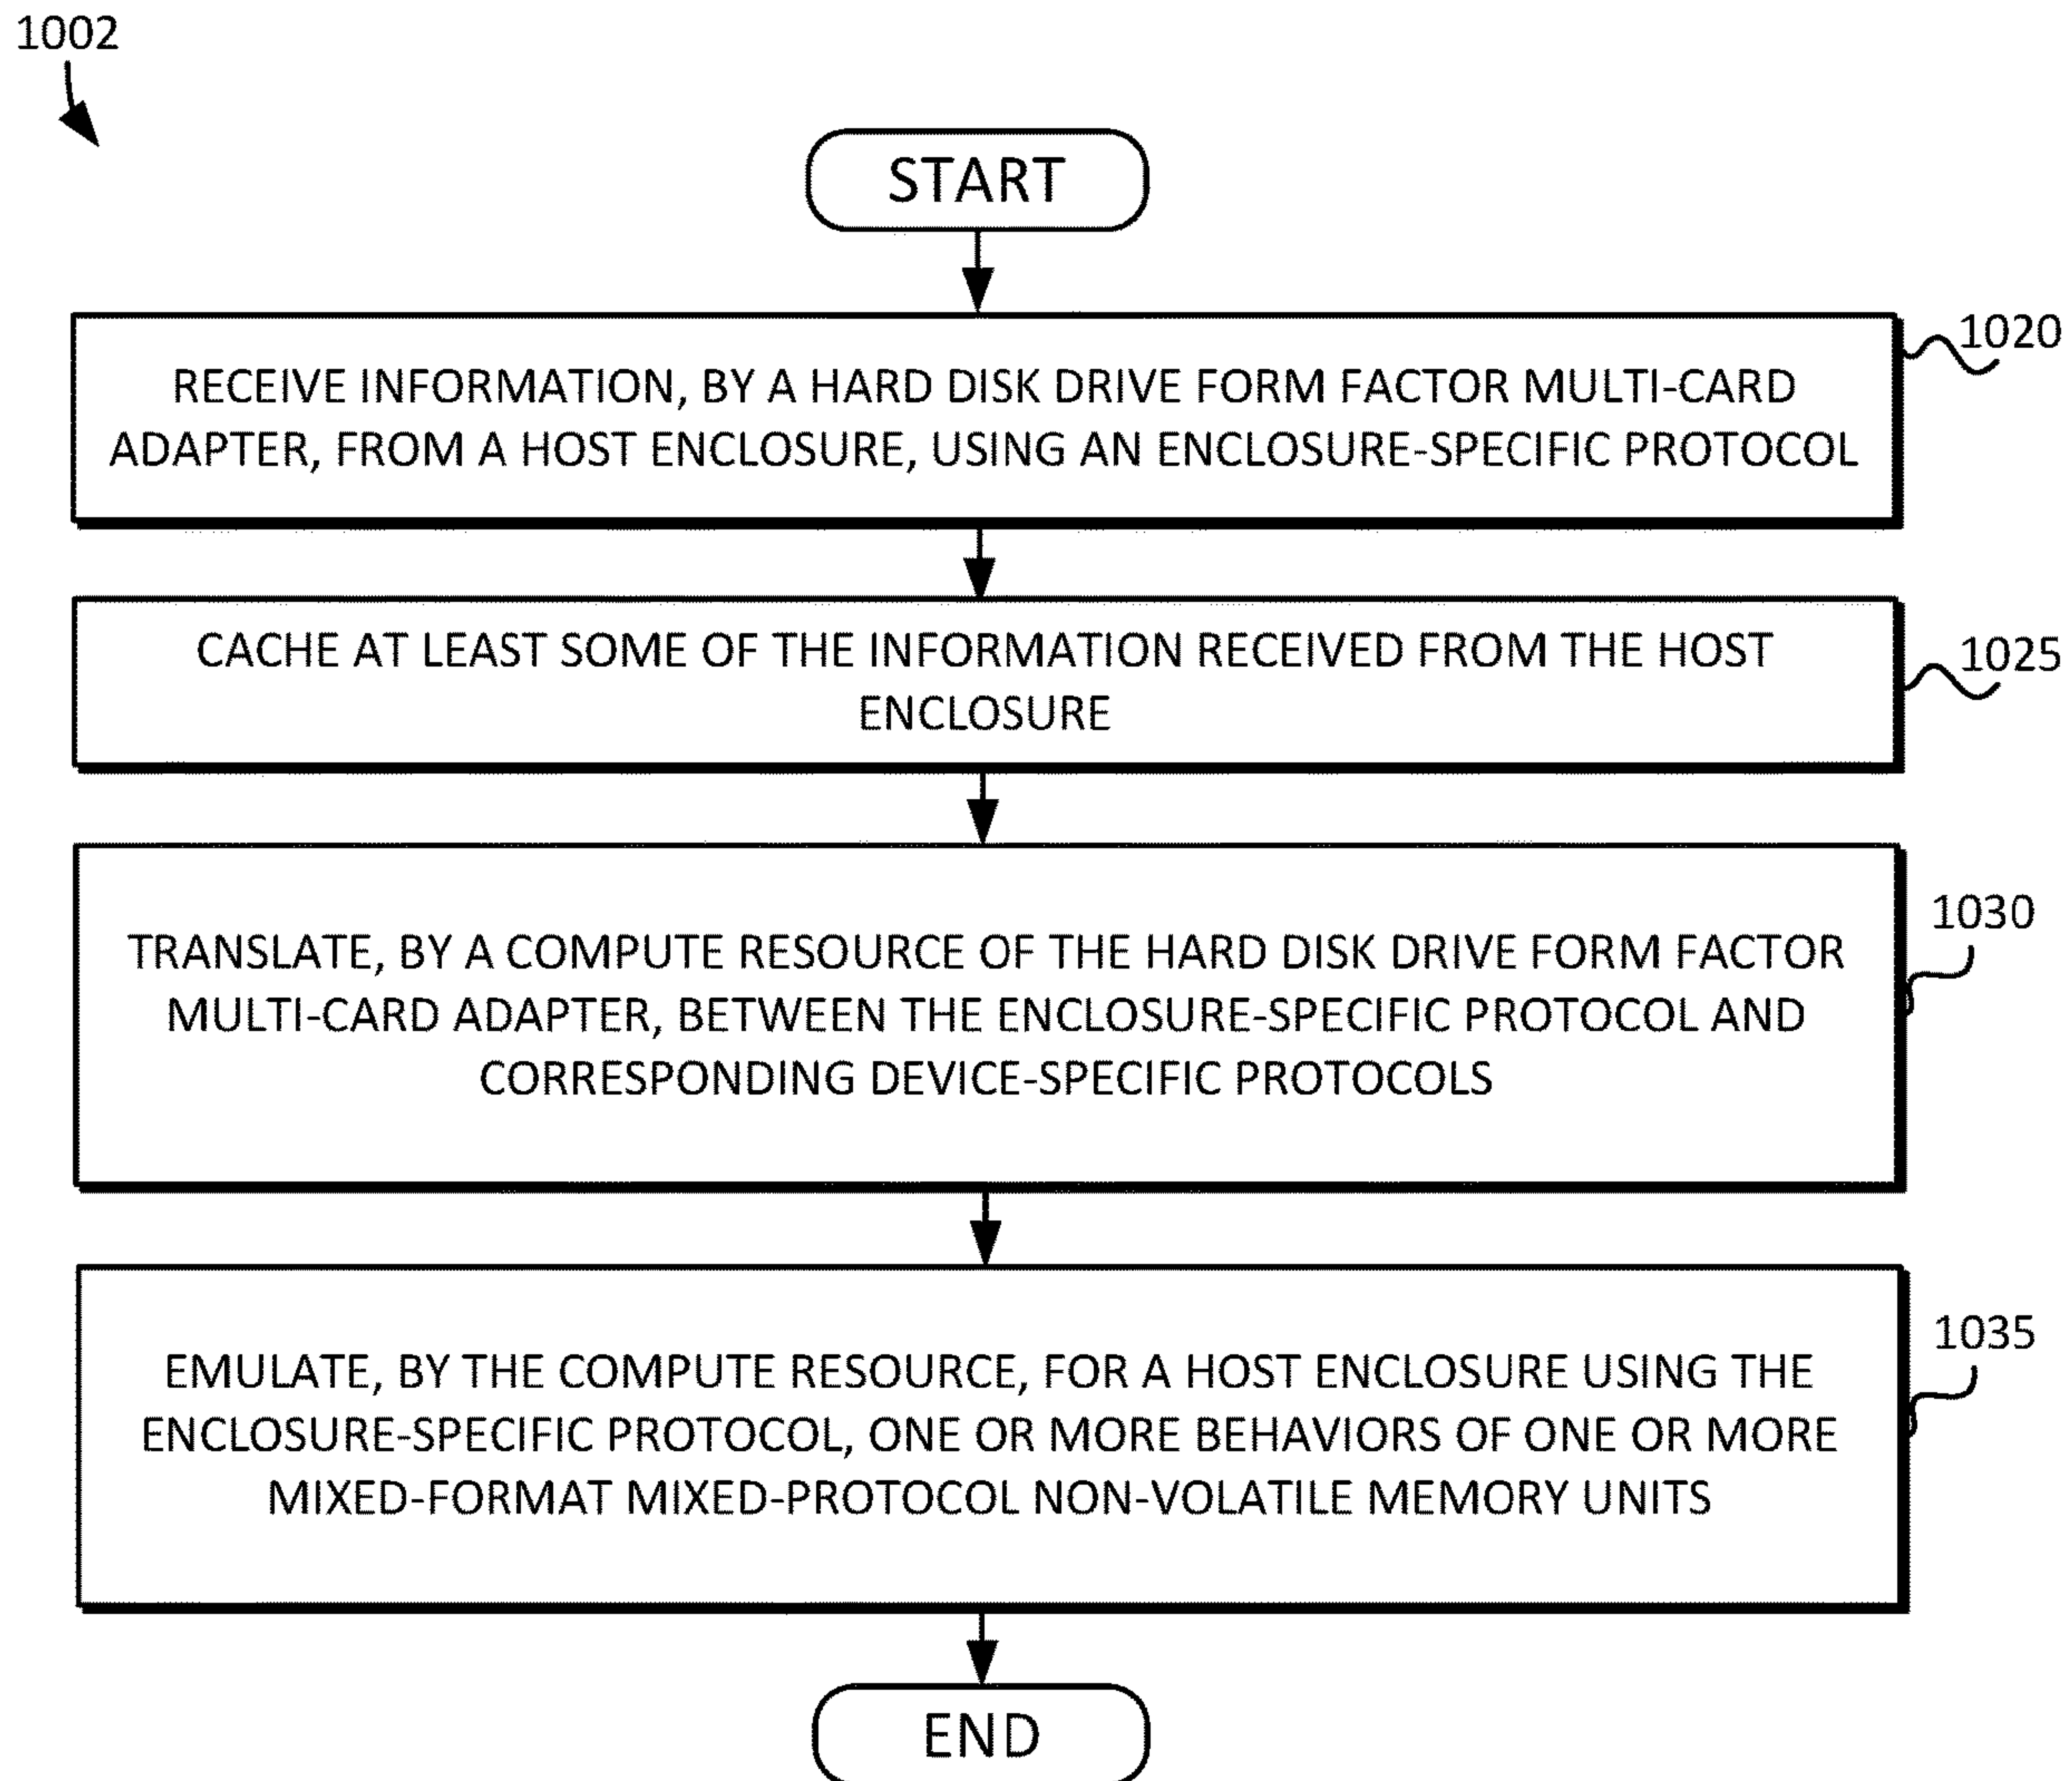 1002
START
1020
RECEIVE INFORMATION, BY A HARD DISK DRIVE FORM FACTOR MULTI-CARD
ADAPTER, FROM A HOST ENCLOSURE, USING AN ENCLOSURE-SPECIFIC PROTOCOL
1025
CACHE AT LEAST SOME OF THE INFORMATION RECEIVED FROM THE HOST
ENCLOSURE
1030
TRANSLATE, BY A COMPUTE RESOURCE OF THE HARD DISK DRIVE FORM FACTOR
MULTI-CARD ADAPTER, BETWEEN THE ENCLOSURE-SPECIFIC PROTOCOL AND
CORRESPONDING DEVICE-SPECIFIC PROTOCOLS
1035
EMULATE, BY THE COMPUTE RESOURCE, FOR A HOST ENCLOSURE USING THE
ENCLOSURE-SPECIFIC PROTOCOL, ONE OR MORE BEHAVIORS OF ONE OR MORE
MIXED-FORMAT MIXED-PROTOCOL NON-VOLATILE MEMORY UNITS
END